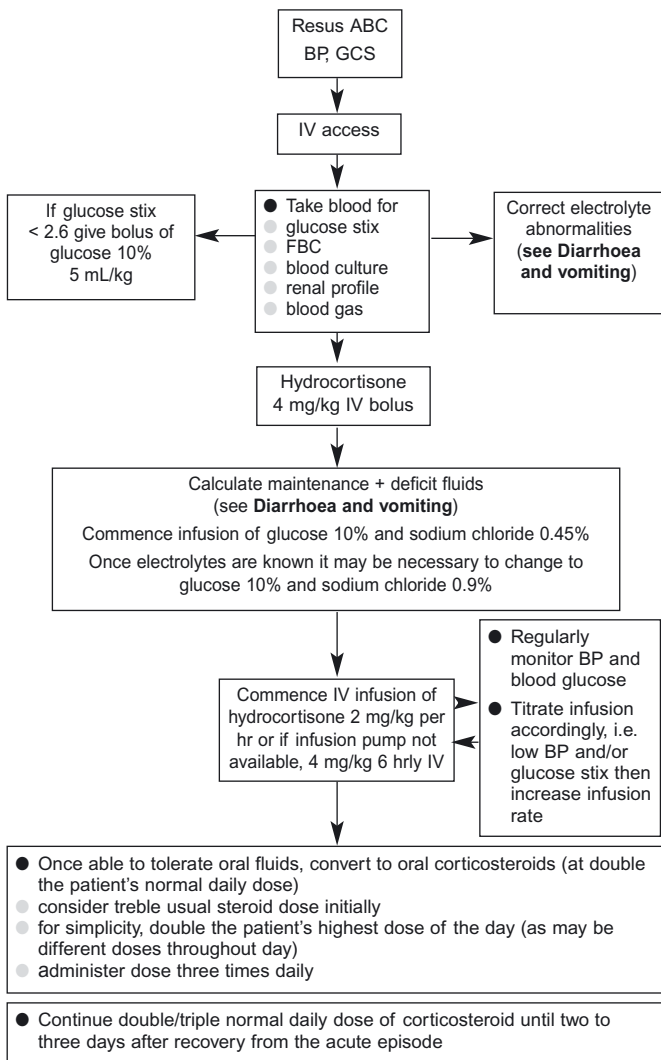 Resus ABC
BP, GCS
IV access
If glucose stix
< 2.6 give bolus of
glucose 10%
5 mL/kg
● Take blood for
● glucose stix
● FBC
● blood culture
● renal profile
● blood gas
Correct electrolyte
abnormalities
(see Diarrhoea
and vomiting)
Hydrocortisone
4 mg/kg IV bolus
Calculate maintenance + deficit fluids
(see Diarrhoea and vomiting)
Commence infusion of glucose 10% and sodium chloride 0.45%
Once electrolytes are known it may be necessary to change to
glucose 10% and sodium chloride 0.9%
Commence IV infusion of
hydrocortisone 2 mg/kg per
hr or if infusion pump not
available, 4 mg/kg 6 hrly IV
● Regularly
monitor BP and
blood glucose
● Titrate infusion
accordingly, i.e.
low BP and/or
glucose stix then
increase infusion
rate
● Once able to tolerate oral fluids, convert to oral corticosteroids (at double
the patient's normal daily dose)
● consider treble usual steroid dose initially
● for simplicity, double the patient's highest dose of the day (as may be
different doses throughout day)
● administer dose three times daily
● Continue double/triple normal daily dose of corticosteroid until two to
three days after recovery from the acute episode